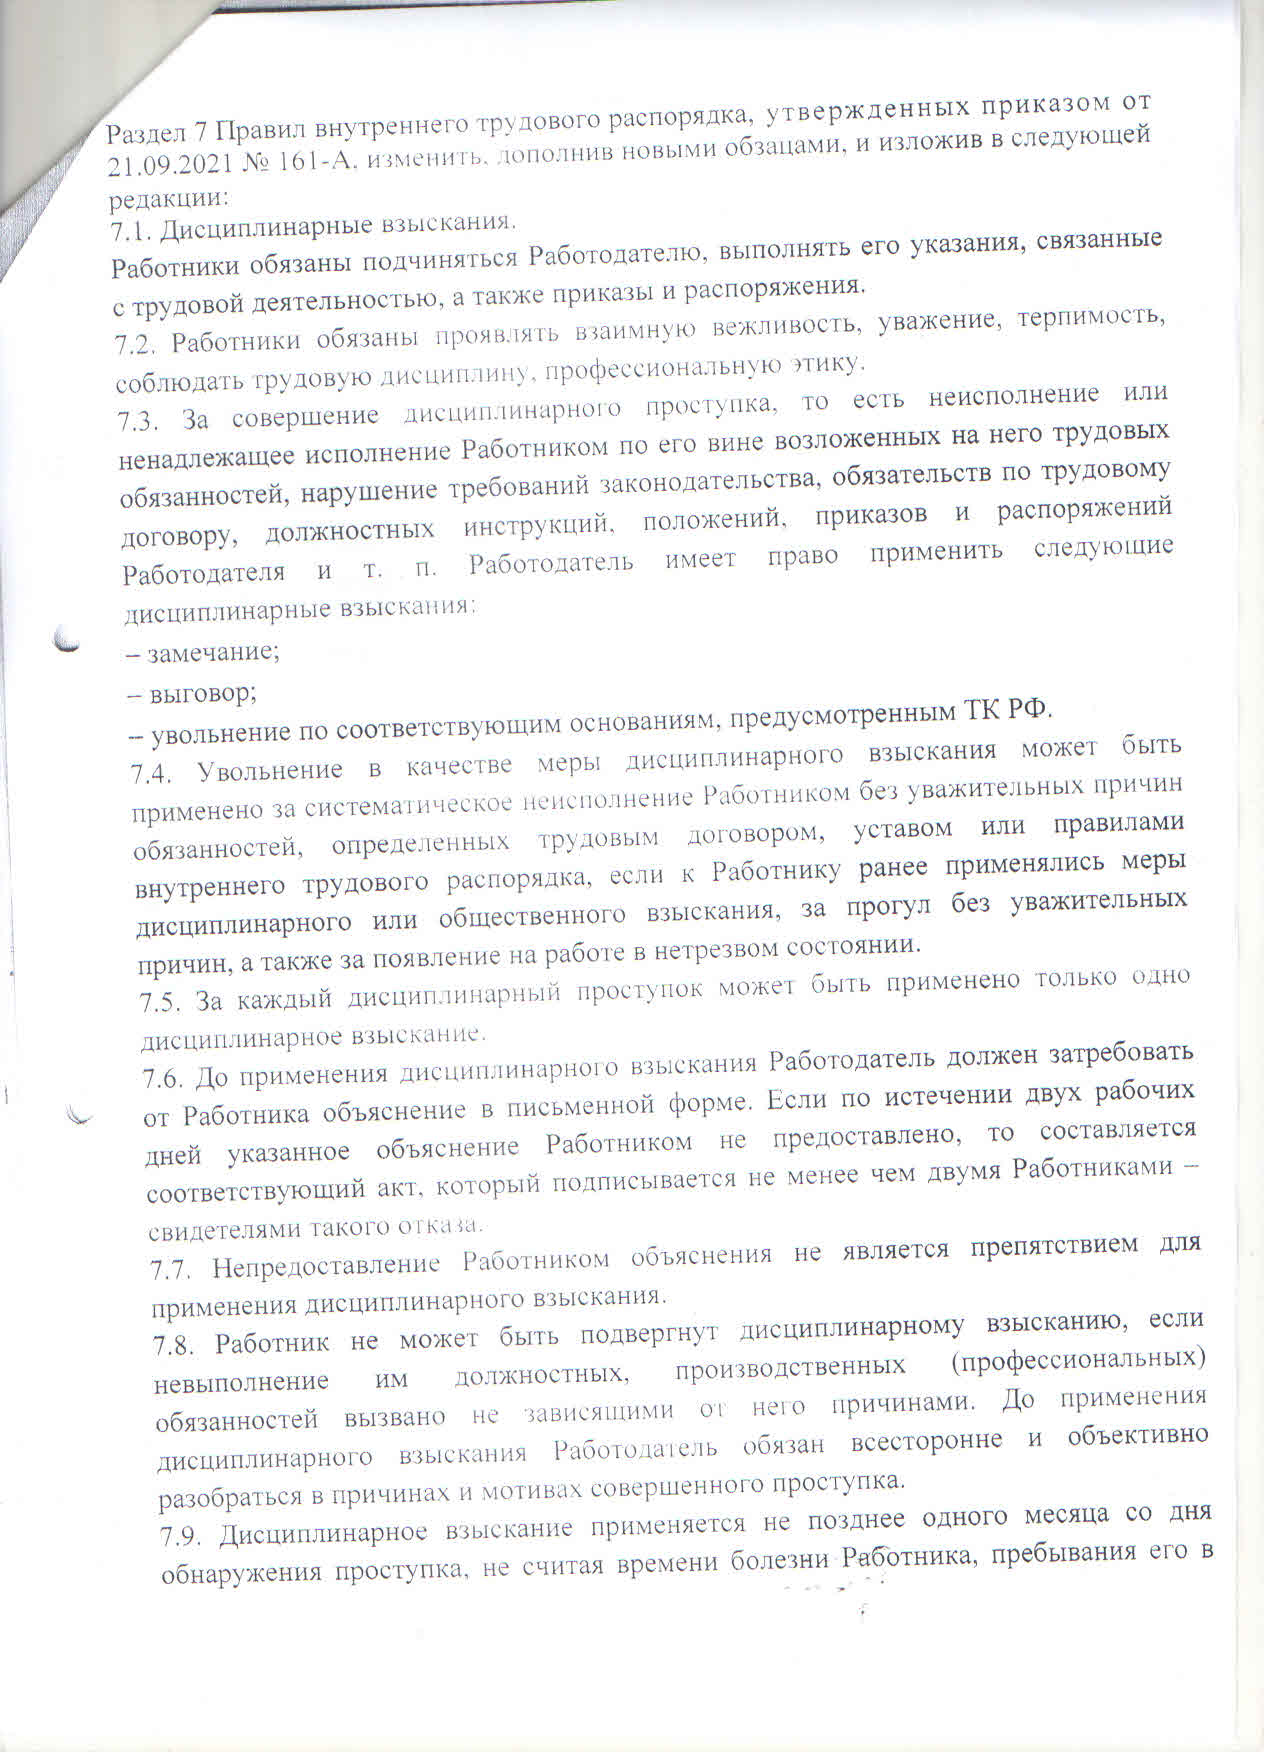 Раздел 7 Правил внутреннего трудового распорядка, утвержденных приказом от
21.09.2021 № 161-А, изменить, дополнив новыми обзацами, и изложив в следующей
редакции:
7.1. Дисциплинарные взыскания.
Работники обязаны подчиняться Работодателю, выполнять его указания, связанные
с трудовой деятельностью, а также приказы и распоряжения.
7.2. Работники обязаны проявлять взаимную вежливость, уважение, терпимость,
соблюдать трудовую дисциплину, профессиональную этику.
7.3. За совершение дисциплинарного проступка, то есть неисполнение или
ненадлежащее исполнение Работником по его вине возложенных на него трудовых
обязанностей, нарушение требований законодательства, обязательств по трудовому
договору, должностных инструкций, положений, приказов и распоряжений
Работодателя и т. п. Работодатель имеет право применить следующие
дисциплинарные взыскания:
– замечание;
– выговор;
– увольнение по соответствующим основаниям, предусмотренным ТК РФ.
7.4. Увольнение в качестве меры дисциплинарного взыскания может быть
применено за систематическое неисполнение Работником без уважительных причин
обязанностей, определенных трудовым договором, уставом или правилами
внутреннего трудового распорядка, если к Работнику ранее применялись меры
дисциплинарного или общественного взыскания, за прогул без уважительных
причин, а также за появление на работе в нетрезвом состоянии.
7.5. За каждый дисциплинарный проступок может быть применено только одно
дисциплинарное взыскание.
7.6. До применения дисциплинарного взыскания Работодатель должен затребовать
от Работника объяснение в письменной форме. Если по истечении двух рабочих
дней указанное объяснение Работником не предоставлено, то составляется
соответствующий акт, который подписывается не менее чем двумя Работниками –
свидетелями такого отказа.
7.7. Непредоставление Работником объяснения не является препятствием для
применения дисциплинарного взыскания.
7.8. Работник не может быть подвергнут дисциплинарному взысканию, если
невыполнение им должностных, производственных (профессиональных)
обязанностей вызвано не зависящими от него причинами. До применения
дисциплинарного взыскания Работодатель обязан всесторонне и объективно
разобраться в причинах и мотивах совершенного проступка.
7.9. Дисциплинарное взыскание применяется не позднее одного месяца со дня
обнаружения проступка, не считая времени болезни Работника, пребывания его в